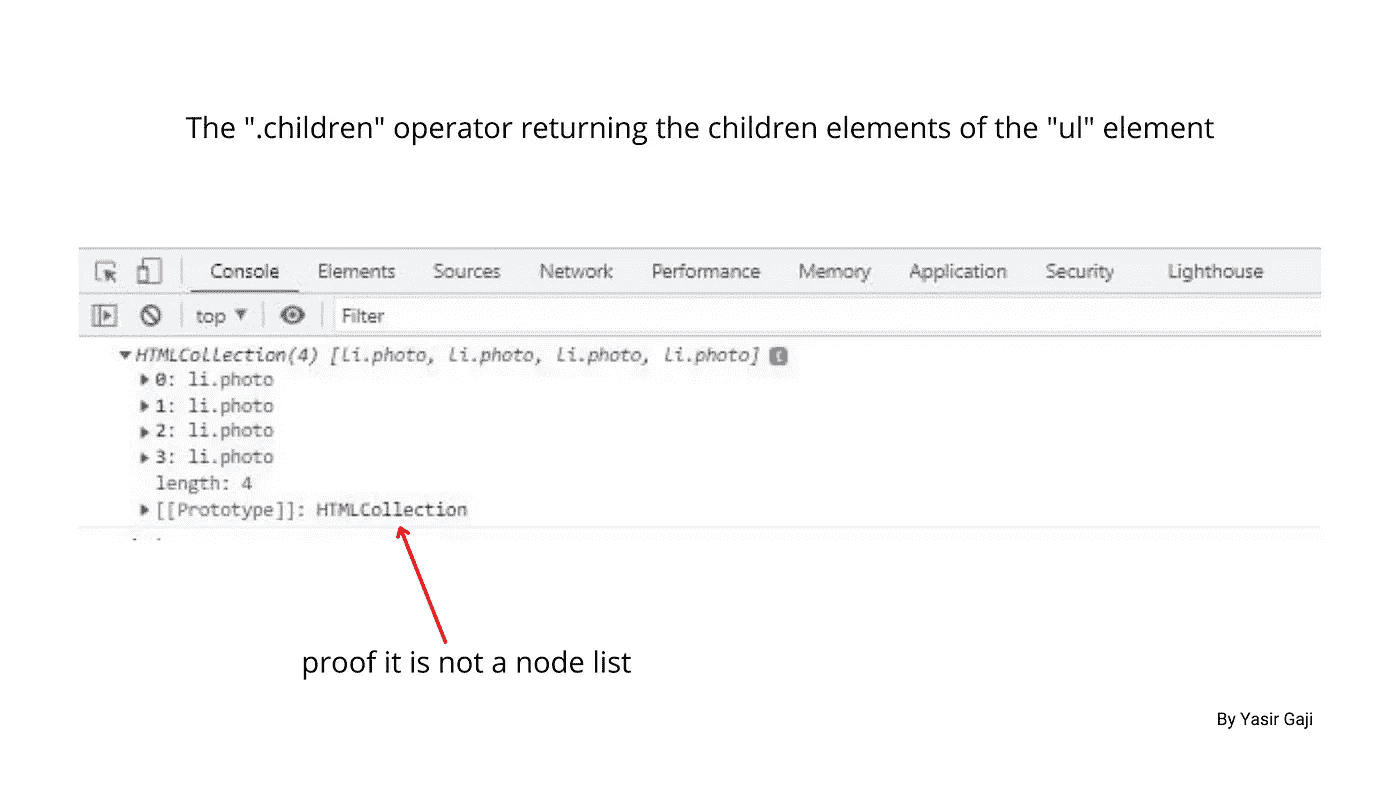 The ".children" operator returning the children elements of the "ul" element
Console Elements Sources Network Performance Memory Application Security Lighthouse
top ▼ Filter
▼HTMLCollection(4) [li.photo, li.photo, li.photo, li.photo] i
▶0: li.photo
▶1: li.photo
▶2: li.photo
▶3: li.photo
length: 4
▶[[Prototype]]: HTMLCollection
proof it is not a node list
By Yasir Gaji